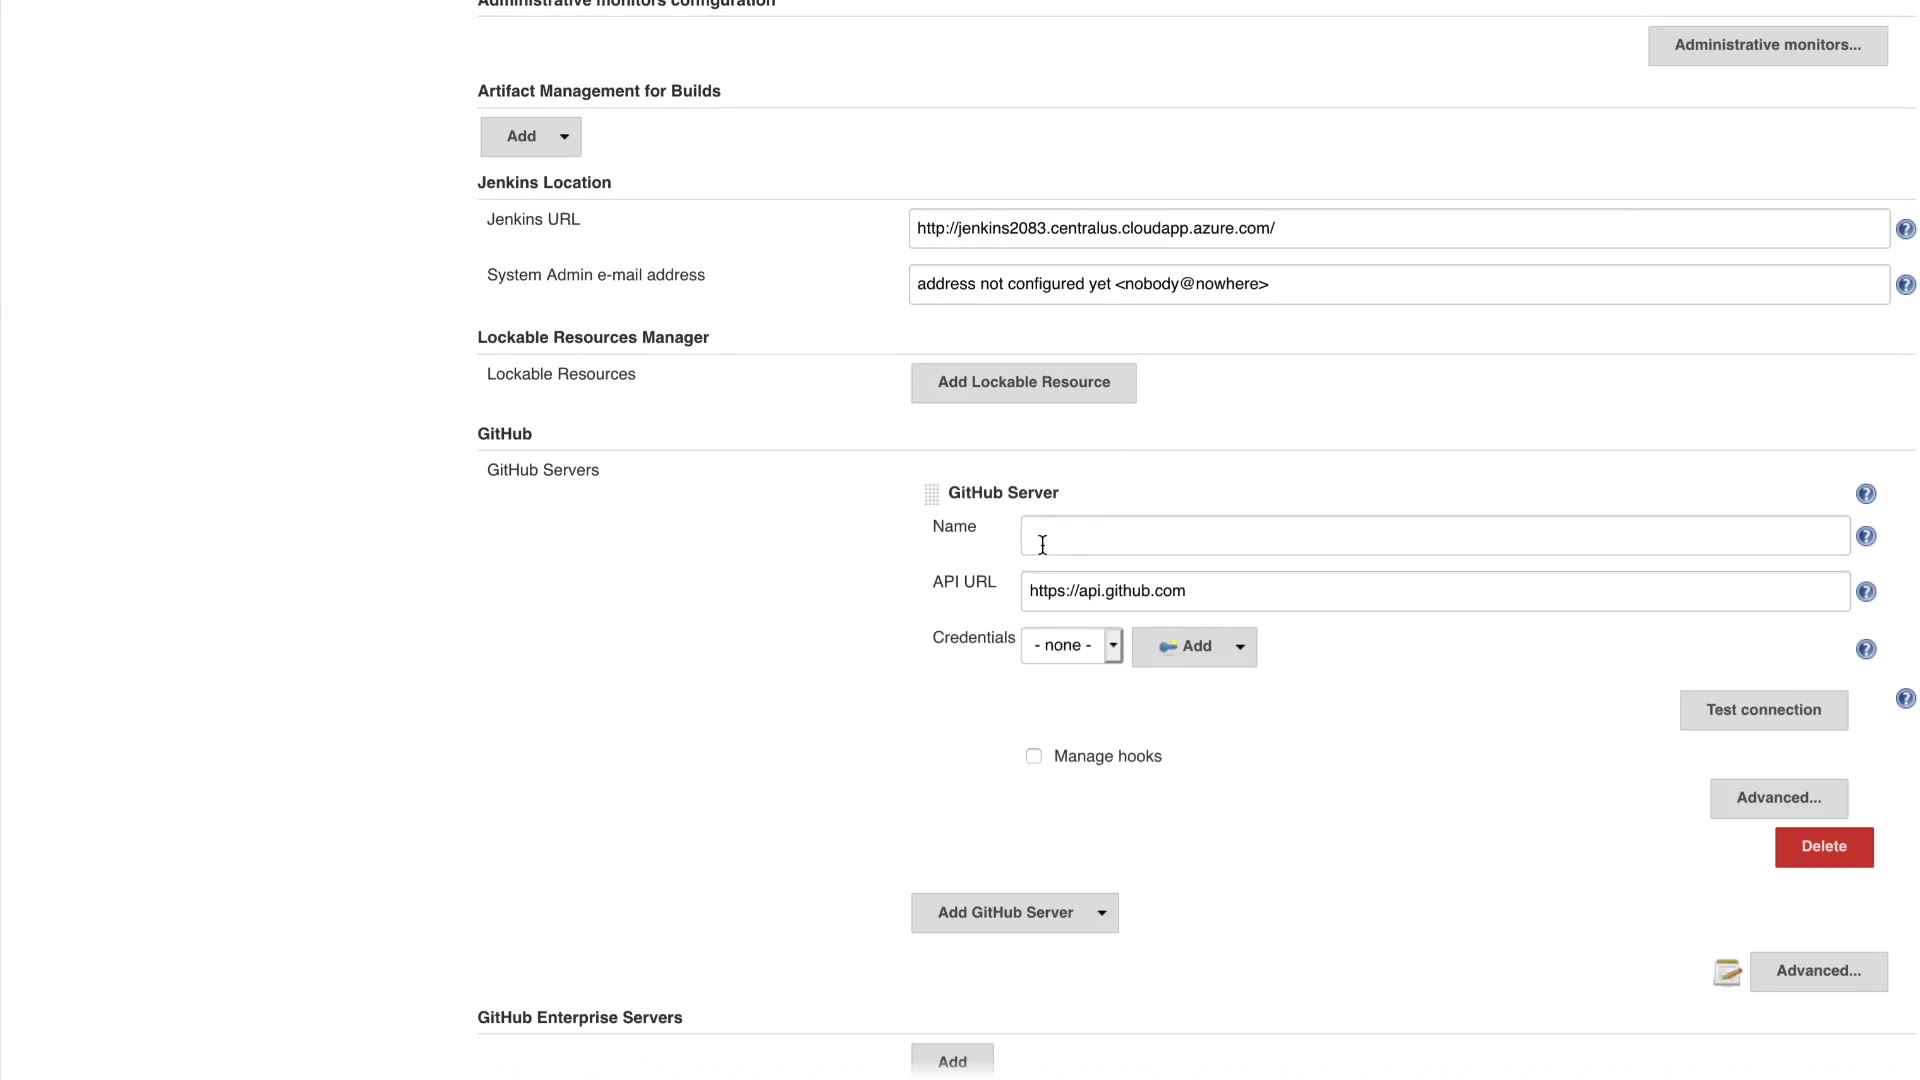 Administrative monitors configuration
Administrative monitors...
Artifact Management for Builds
Add
Jenkins Location
Jenkins URL
http://jenkins2083.centralus.cloudapp.azure.com/
System Admin e-mail address
address not configured yet <nobody@nowhere>
Lockable Resources Manager
Lockable Resources
Add Lockable Resource
GitHub
GitHub Servers
GitHub Server
Name
API URL
https://api.github.com
Credentials
- none -
Add
Test connection
Manage hooks
Advanced...
Delete
Add GitHub Server
Advanced...
GitHub Enterprise Servers
Add